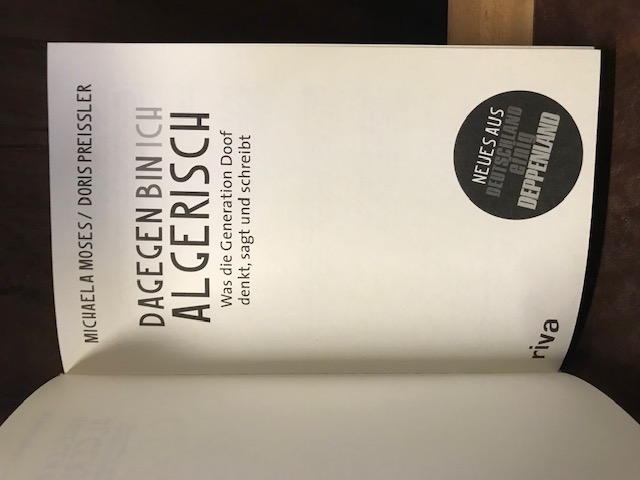 MICHAELA MOSES / DORIS PREISSLER
DAGEGEN BIN ICH
ALGERISCH
Was die Generation Doof
denkt, sagt und schreibt
NEUES AUS
DEUTSCHLAND
einig
DEPPENLAND
riva